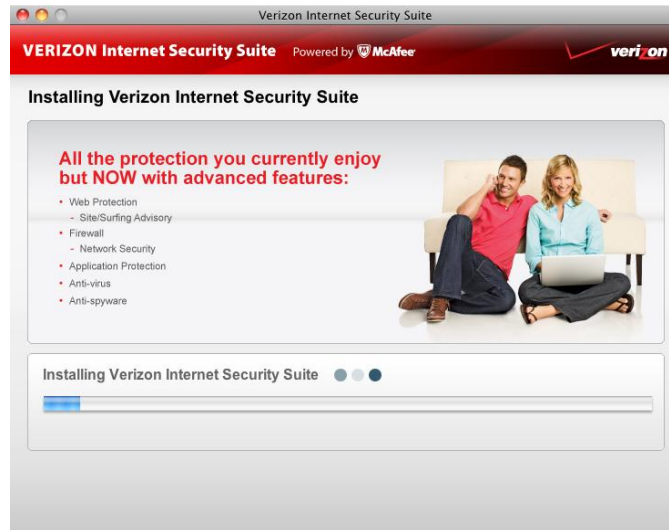 Verizon Internet Security Suite
VERIZON Internet Security Suite Powered by McAfee verizon
Installing Verizon Internet Security Suite
All the protection you currently enjoy
but NOW with advanced features:
• Web Protection
- Site/Surfing Advisory
• Firewall
- Network Security
• Application Protection
• Anti-virus
• Anti-spyware
Installing Verizon Internet Security Suite